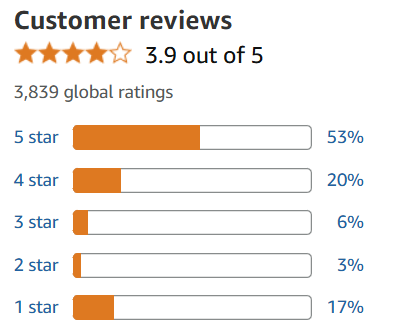 Customer reviews
3.9 out of 5
3,839 global ratings
5 star 53%
4 star 20%
3 star 6%
2 star 3%
1 star 17%